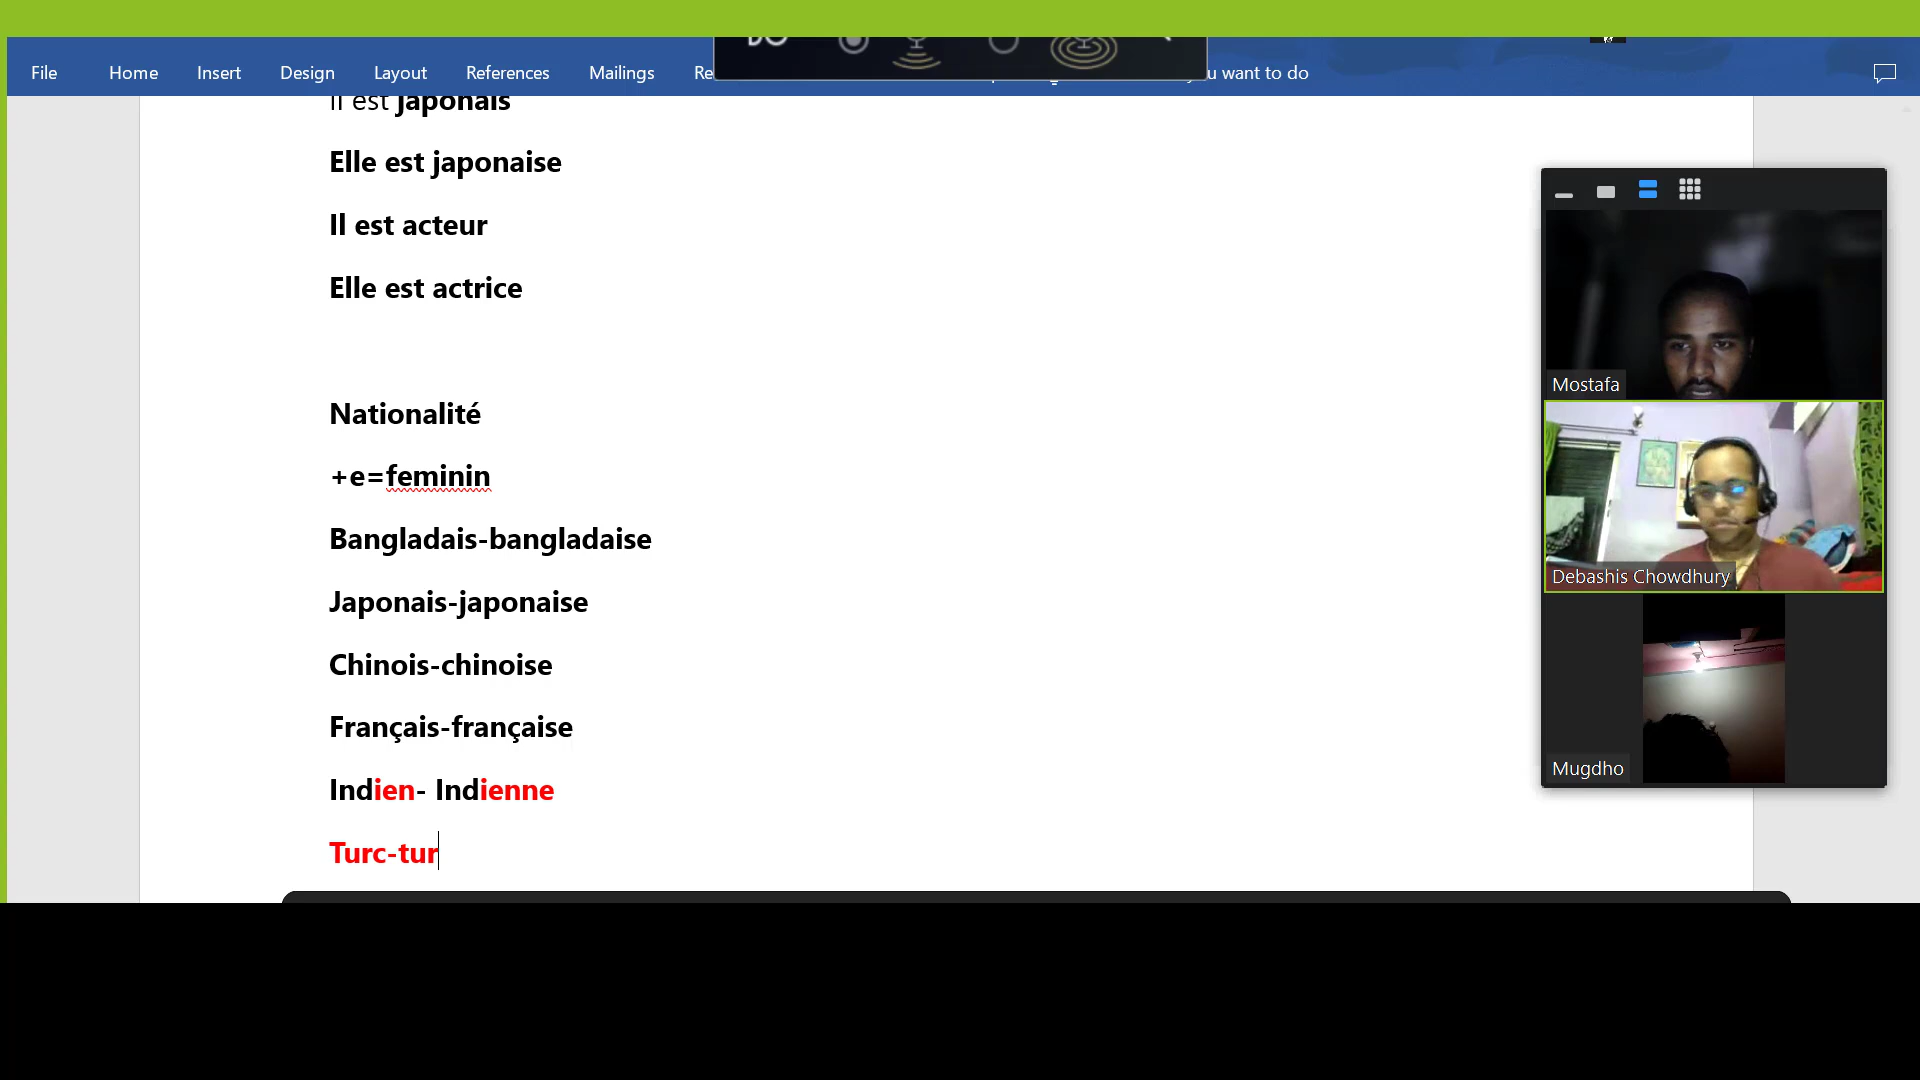 File Home Insert Design Layout References Mailings Re u want to do
Il est japonais
Elle est japonaise
Il est acteur
Elle est actrice
Nationalité
+e=feminin
Bangladais-bangladaise
Japonais-japonaise
Chinois-chinoise
Français-française
Indien- Indienne
Turc-tur
Mostafa
Debashis Chowdhury
Mugdho